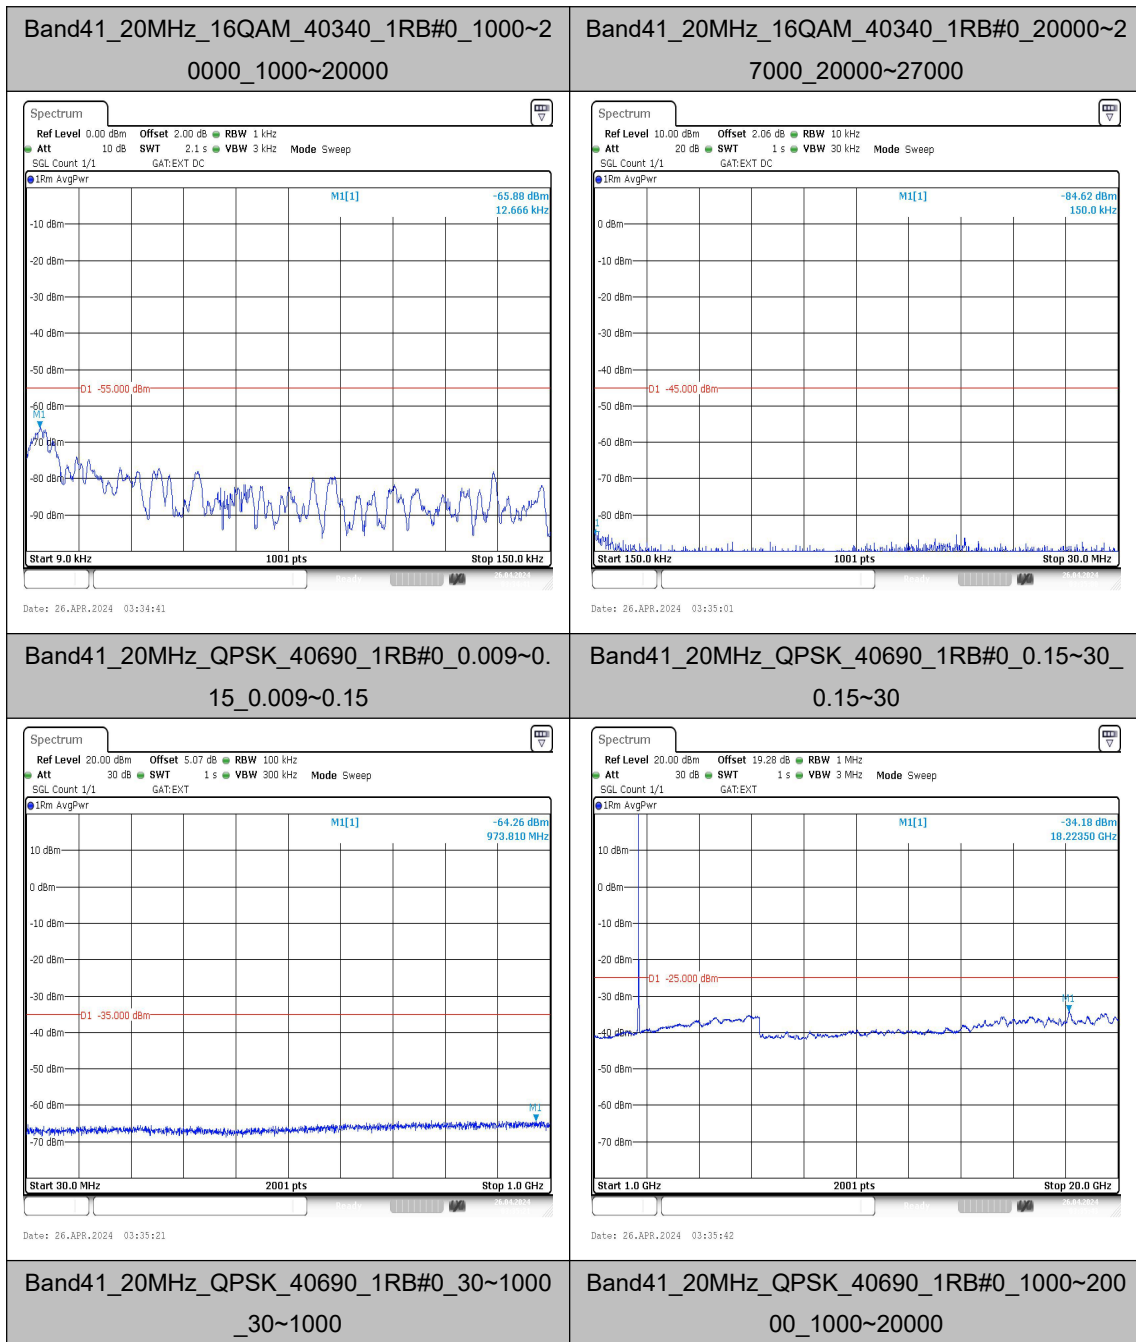 Band41_20MHz_16QAM_40340_1RB#0_1000~2
0000_1000~20000
Band41_20MHz_16QAM_40340_1RB#0_20000~2
7000_20000~27000
Spectrum
Ref Level 0.00 dBm Offset 2.00 dB RBW 1 kHz
Att 10 dB SWT 2.1 s VBW 3 kHz Mode Sweep
SGL Count 1/1 GAT:EXT DC
1Rm AvgPwr
M1[1] -65.88 dBm
12.666 kHz
-10 dBm
-20 dBm
-30 dBm
-40 dBm
-50 dBm
D1 -55.000 dBm
-60 dBm
M1
-70 dBm
-80 dBm
-90 dBm
Start 9.0 kHz 1001 pts Stop 150.0 kHz
Ready 26.04.2024
Date: 26.APR.2024 03:34:41
Spectrum
Ref Level 10.00 dBm Offset 2.06 dB RBW 10 kHz
Att 20 dB SWT 1 s VBW 30 kHz Mode Sweep
SGL Count 1/1 GAT:EXT DC
1Rm AvgPwr
M1[1] -84.62 dBm
150.0 kHz
0 dBm
-10 dBm
-20 dBm
-30 dBm
-40 dBm
D1 -45.000 dBm
-50 dBm
-60 dBm
-70 dBm
-80 dBm
Start 150.0 kHz 1001 pts Stop 30.0 MHz
Ready 26.04.2024
Date: 26.APR.2024 03:35:01
Band41_20MHz_QPSK_40690_1RB#0_0.009~0.
15_0.009~0.15
Band41_20MHz_QPSK_40690_1RB#0_0.15~30_
0.15~30
Spectrum
Ref Level 20.00 dBm Offset 5.07 dB RBW 100 kHz
Att 30 dB SWT 1 s VBW 300 kHz Mode Sweep
SGL Count 1/1 GAT:EXT
1Rm AvgPwr
M1[1] -64.26 dBm
973.810 MHz
10 dBm
0 dBm
-10 dBm
-20 dBm
-30 dBm
D1 -35.000 dBm
-40 dBm
-50 dBm
-60 dBm
M1
-70 dBm
Start 30.0 MHz 2001 pts Stop 1.0 GHz
Ready 26.04.2024
Date: 26.APR.2024 03:35:21
Spectrum
Ref Level 20.00 dBm Offset 19.28 dB RBW 1 MHz
Att 30 dB SWT 1 s VBW 3 MHz Mode Sweep
SGL Count 1/1 GAT:EXT
1Rm AvgPwr
M1[1] -34.18 dBm
18.22350 GHz
10 dBm
0 dBm
-10 dBm
-20 dBm
D1 -25.000 dBm
-30 dBm
M1
-40 dBm
-50 dBm
-60 dBm
-70 dBm
Start 1.0 GHz 2001 pts Stop 20.0 GHz
Ready 26.04.2024
Date: 26.APR.2024 03:35:42
Band41_20MHz_QPSK_40690_1RB#0_30~1000
_30~1000
Band41_20MHz_QPSK_40690_1RB#0_1000~200
00_1000~20000